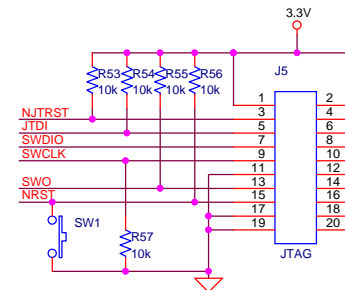 3.3V
R53 R54 R55 R56
10k 10k 10k 10k
J5
1 2
NJTRST 3 4
JTDI 5 6
SWDIO 7 8
SWCLK 9 10
11 12
SWO 13 14
NRST 15 16
17 18
19 20
SW1
R57
10k
JTAG